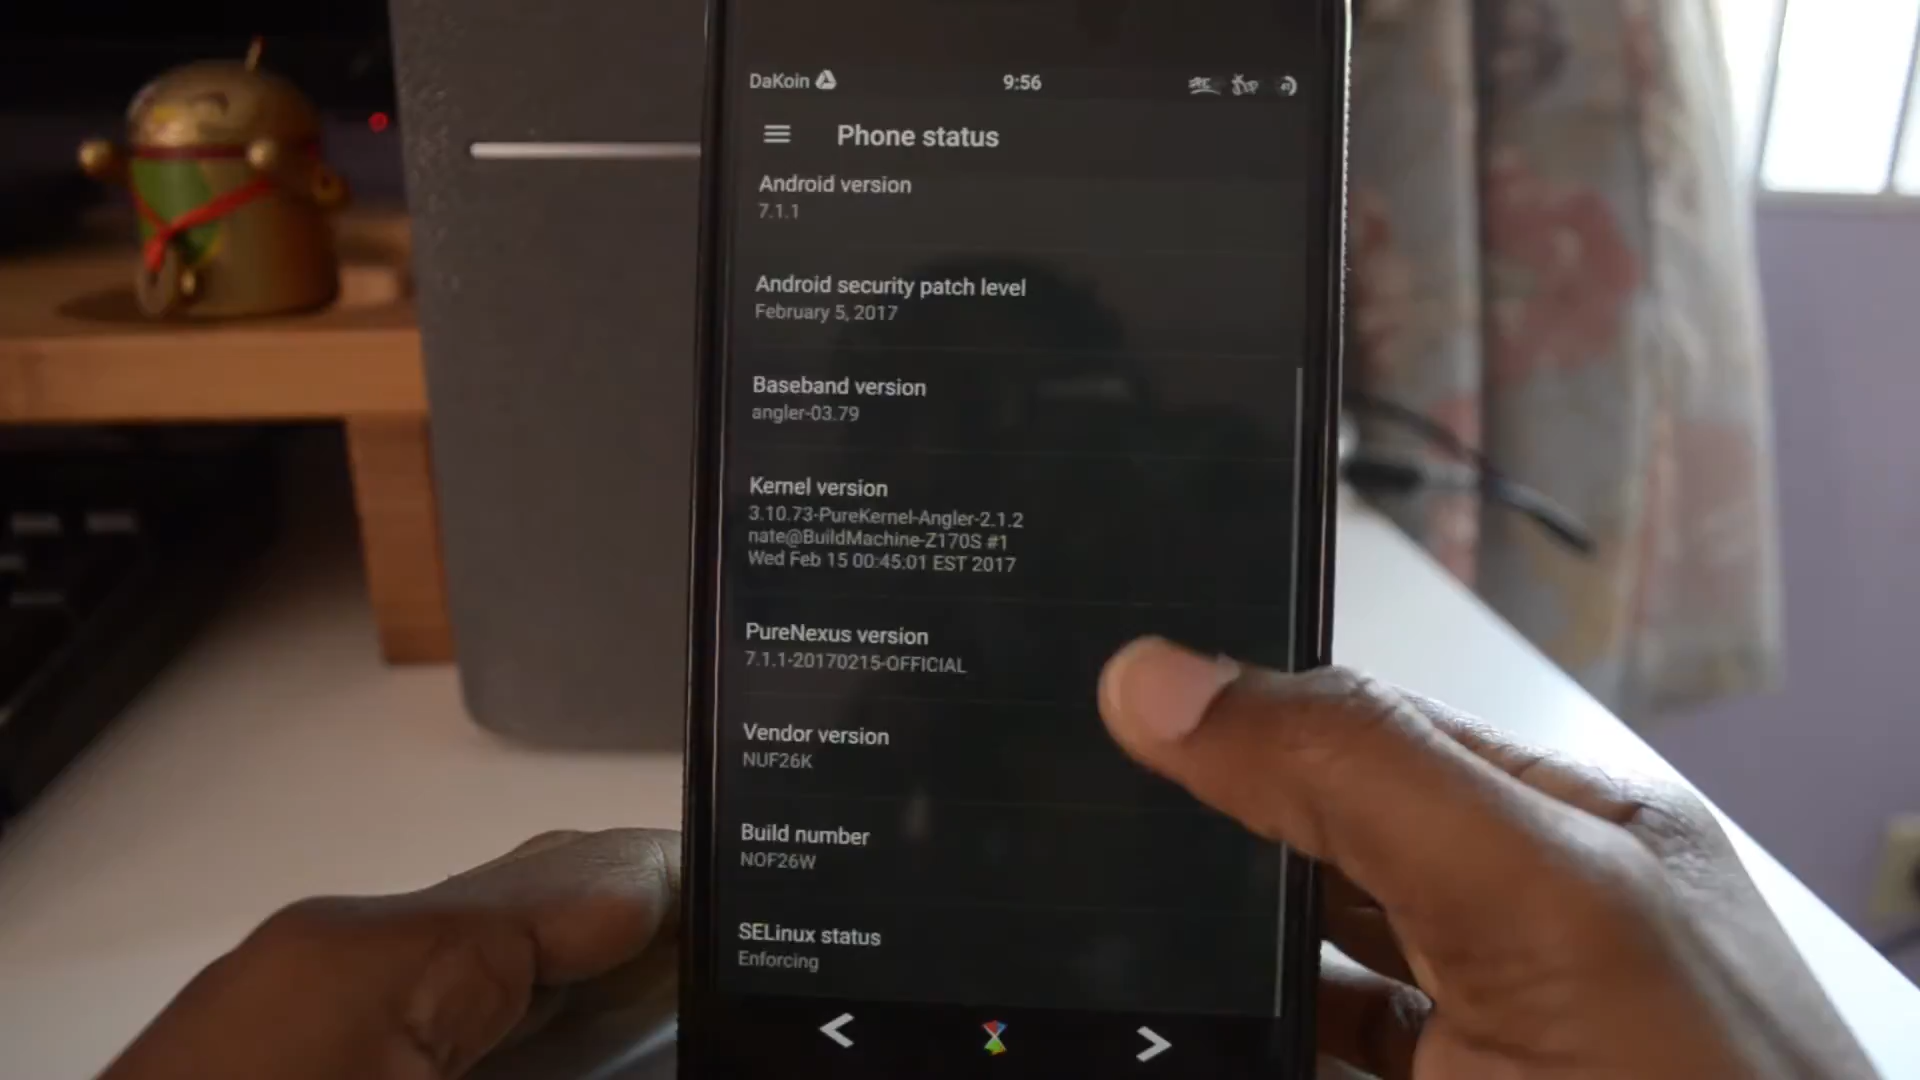 DaKoin
9:56
Phone status
Android version
7.1.1
Android security patch level
February 5, 2017
Baseband version
angler-03.79
Kernel version
3.10.73-PureKernel-Angler-2.1.2
nate@BuildMachine-Z170S #1
Wed Feb 15 00:45:01 EST 2017
PureNexus version
7.1.1-20170215-OFFICIAL
Vendor version
NUF26K
Build number
NOF26W
SELinux status
Enforcing